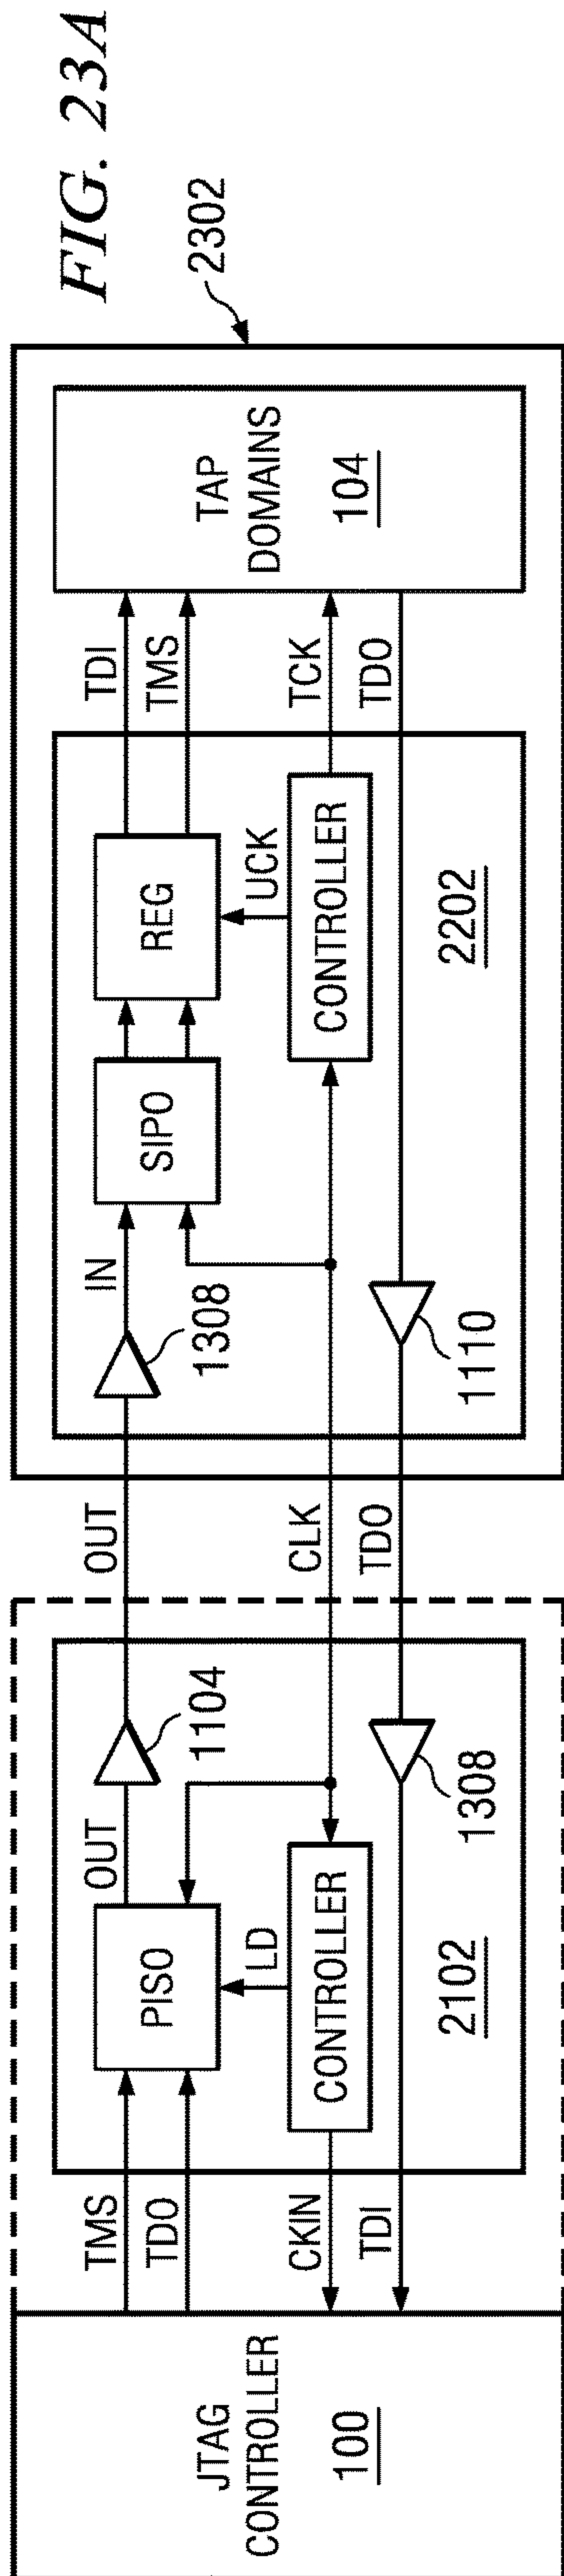 FIG. 23A
2302
JTAG
CONTROLLER
100
TMS
TDO
CKIN
TDI
PISO
LD
CONTROLLER
2102
OUT
1104
1308
OUT
CLK
TDO
IN
1308
SIPO
REG
UCK
CONTROLLER
1110
2202
TDI
TMS
TCK
TDO
TAP
DOMAINS
104